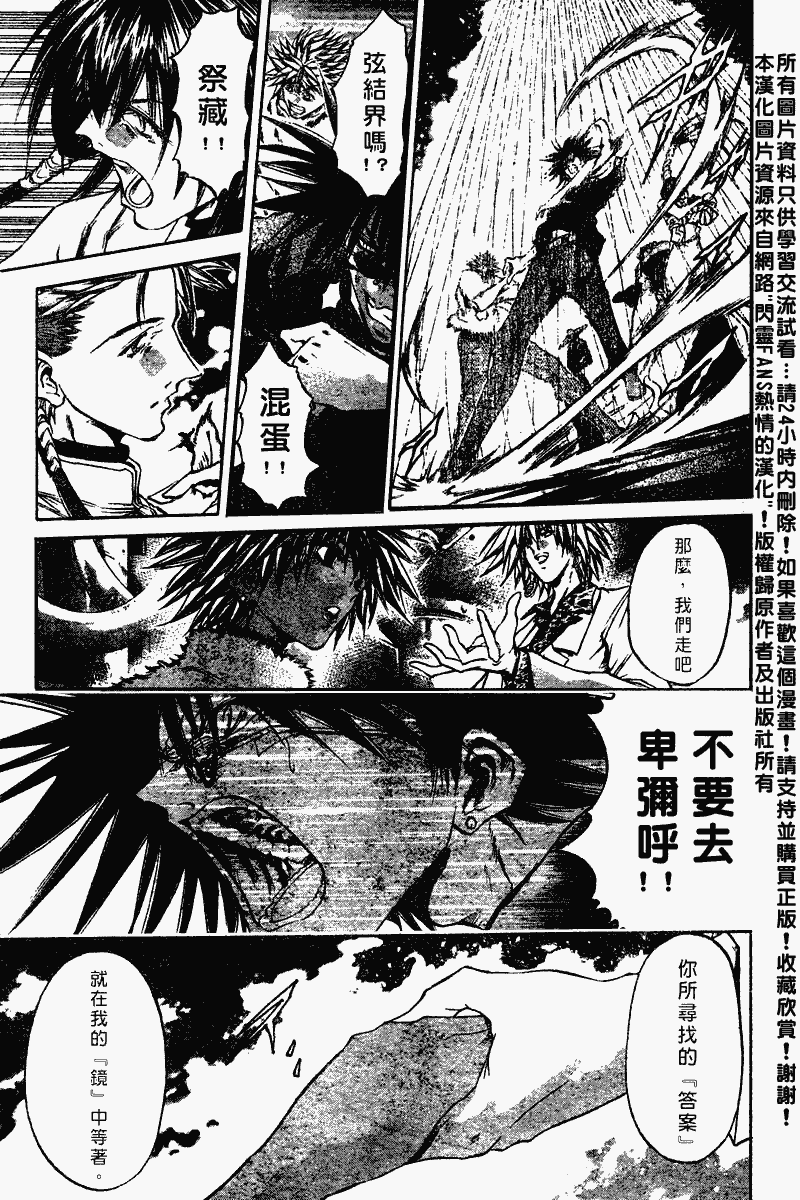 弦結界嗎!?
祭藏!!
混蛋!!
那麼，我們走吧
不要去
卑彌呼!!
你所尋找的『答案』
就在我的『鏡』中等著。
所有圖片資料只供學習交流試看…請24小時內刪除！如果喜歡這個漫畫！請支持並購買正版！收藏欣賞！謝謝！
本漢化圖片資源來自網路"閃靈FANS熱情的漢化"！版權歸原作者及出版社所有